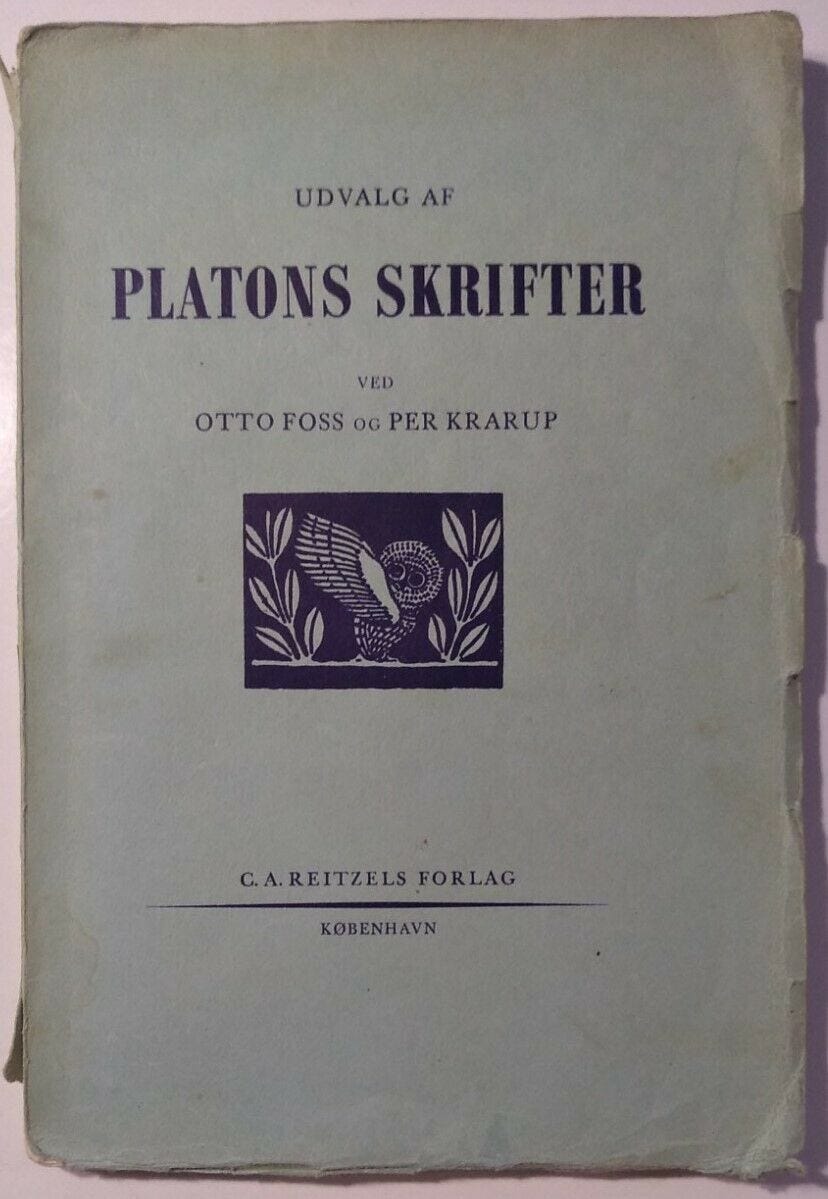 UDVALG AF
PLATONS SKRIFTER
VED
OTTO FOSS OG PER KRARUP
C. A. REITZELS FORLAG
KØBENHAVN